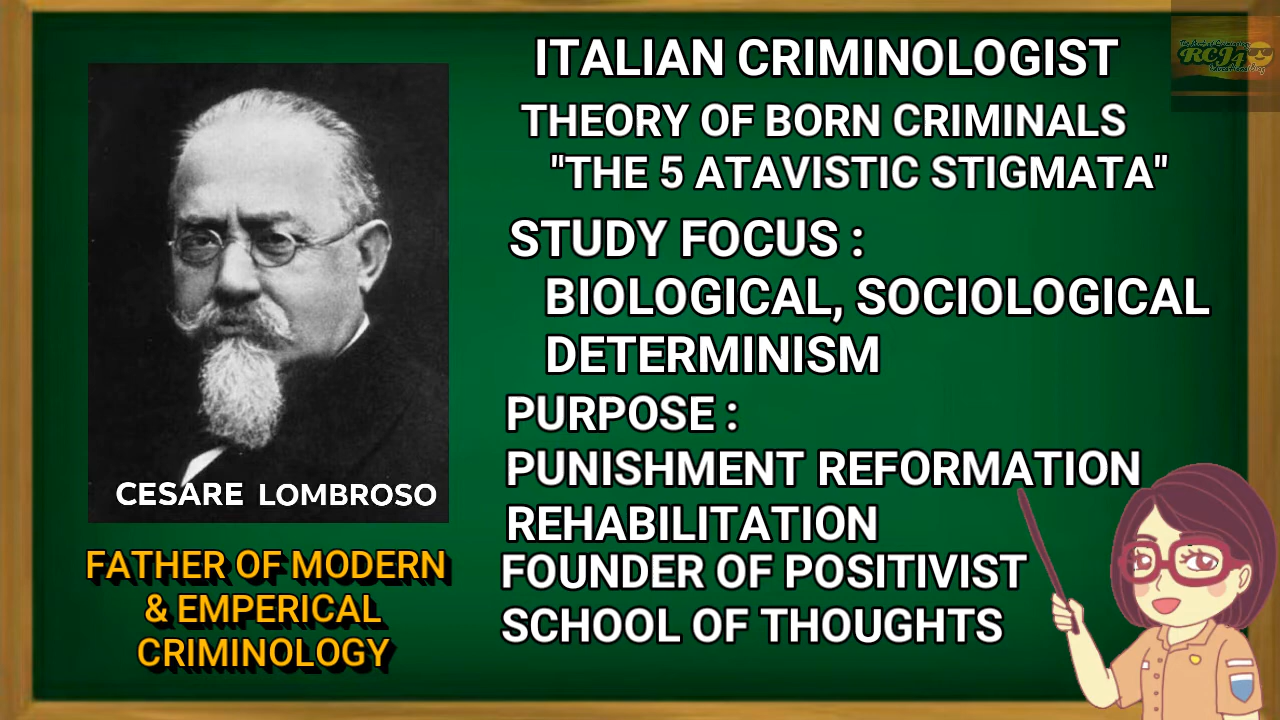 ITALIAN CRIMINOLOGIST
THEORY OF BORN CRIMINALS
"THE 5 ATAVISTIC STIGMATA"
STUDY FOCUS :
BIOLOGICAL, SOCIOLOGICAL
DETERMINISM
PURPOSE :
PUNISHMENT REFORMATION
REHABILITATION
FOUNDER OF POSITIVIST
SCHOOL OF THOUGHTS
CESARE LOMBROSO
FATHER OF MODERN
& EMPERICAL
CRIMINOLOGY
RCJ4